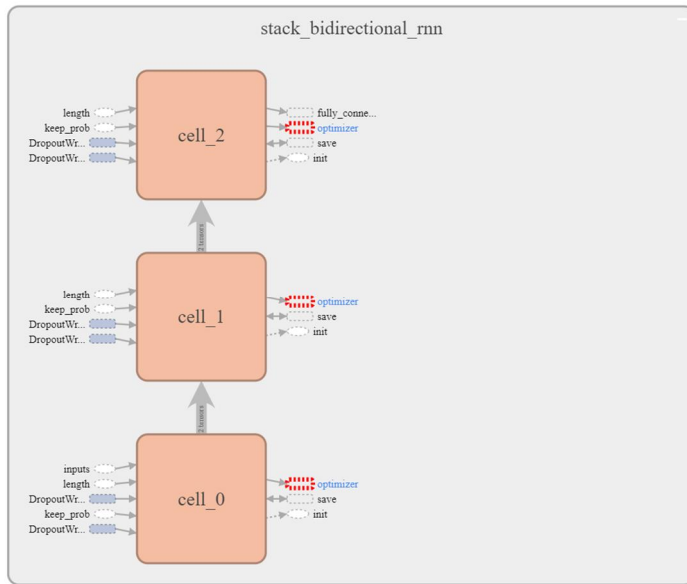 stack_bidirectional_rnn
length
keep_prob
DropoutWr...
DropoutWr...
cell_2
fully_conne...
optimizer
save
init
2 tensors
length
keep_prob
DropoutWr...
DropoutWr...
cell_1
optimizer
save
init
2 tensors
inputs
length
DropoutWr...
keep_prob
DropoutWr...
cell_0
optimizer
save
init